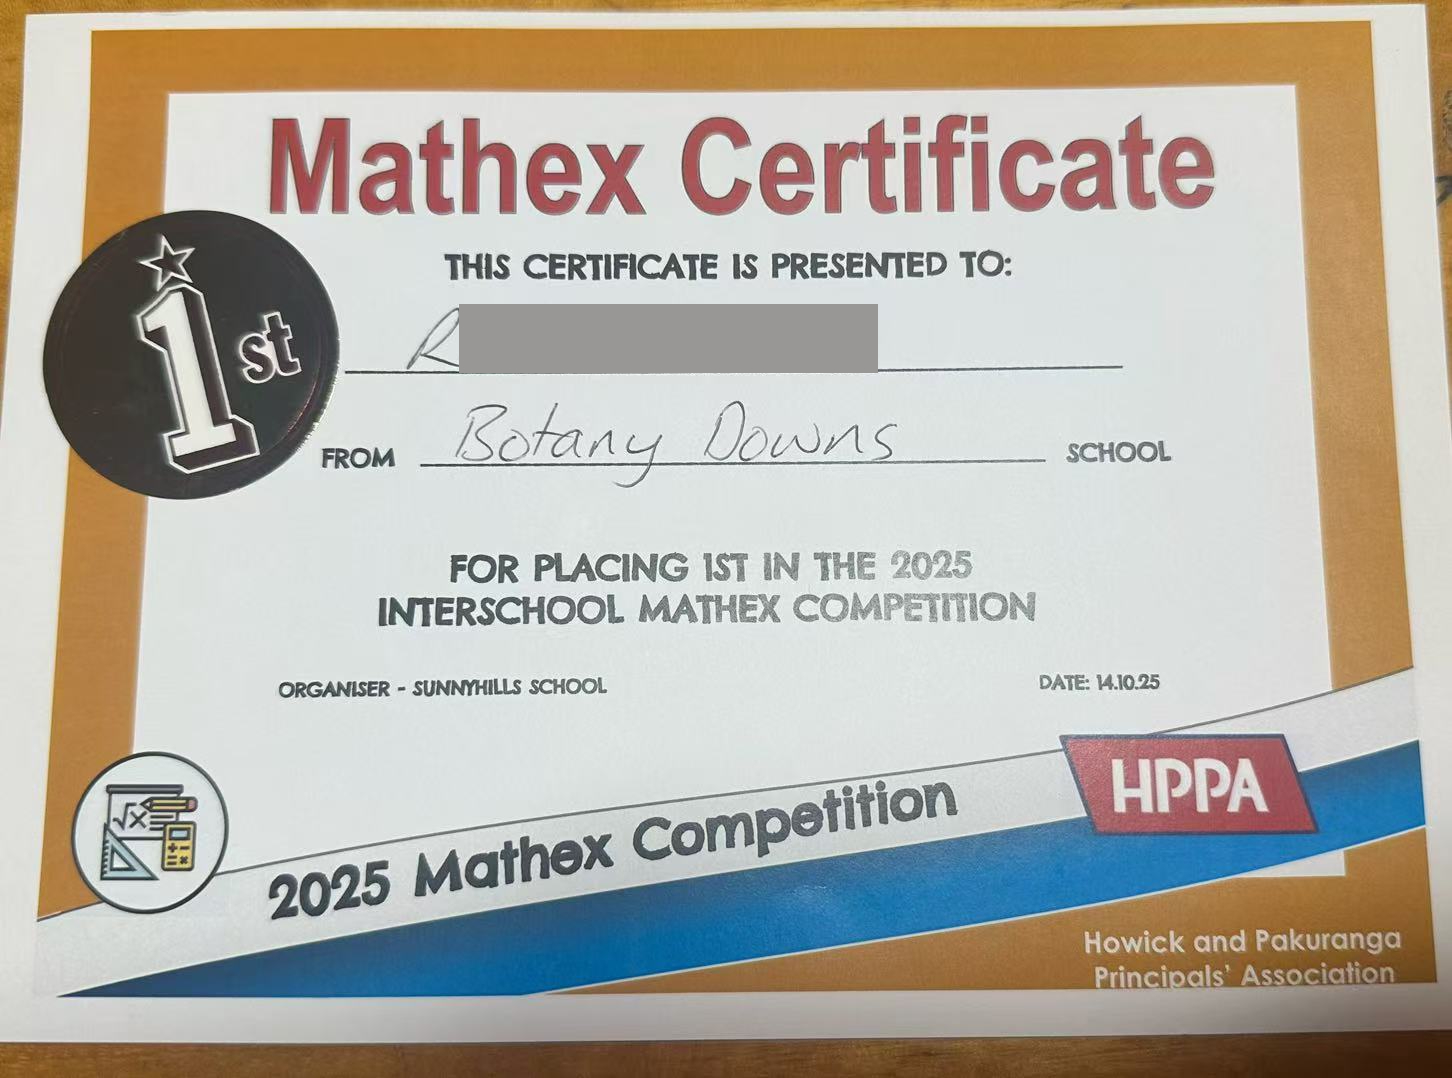 Mathex Certificate
THIS CERTIFICATE IS PRESENTED TO:
1st
R
FROM Botany Downs SCHOOL
FOR PLACING 1ST IN THE 2025
INTERSCHOOL MATHEX COMPETITION
ORGANISER - SUNNYHILLS SCHOOL DATE: 14.10.25
√x
2025 Mathex Competition
HPPA
Howick and Pakuranga
Principals' Association